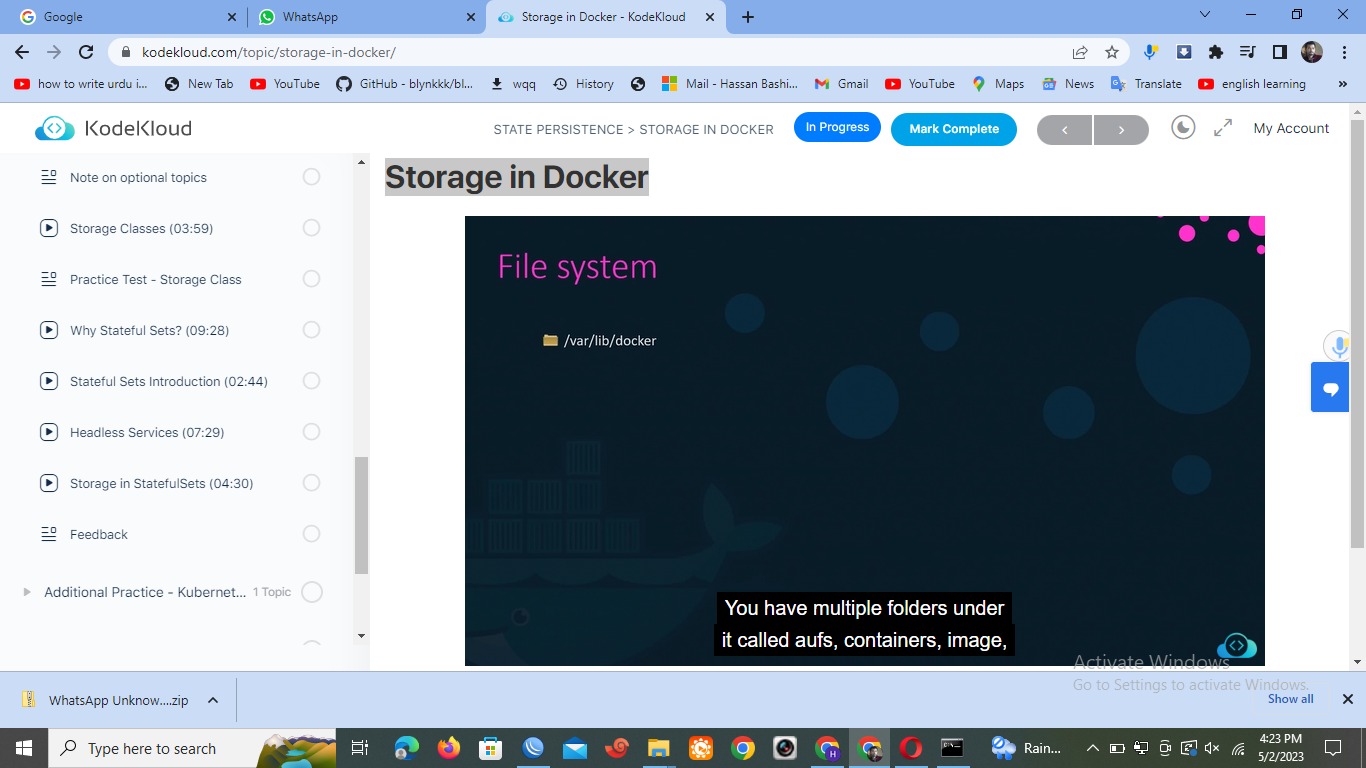 Google
WhatsApp
Storage in Docker - KodeKloud
kodekloud.com/topic/storage-in-docker/
how to write urdu i...
New Tab
YouTube
GitHub - blynkkk/bl...
wqq
History
Mail - Hassan Bashi...
Gmail
YouTube
Maps
News
Translate
english learning
KodeKloud
STATE PERSISTENCE > STORAGE IN DOCKER
In Progress
Mark Complete
My Account
Note on optional topics
Storage Classes (03:59)
Practice Test - Storage Class
Why Stateful Sets? (09:28)
Stateful Sets Introduction (02:44)
Headless Services (07:29)
Storage in StatefulSets (04:30)
Feedback
Additional Practice - Kubernet... 1 Topic
Storage in Docker
File system
/var/lib/docker
You have multiple folders under
it called aufs, containers, image,
Activate Windows
Go to Settings to activate Windows.
WhatsApp Unknow....zip
Show all
Type here to search
Rain...
4:23 PM
5/2/2023